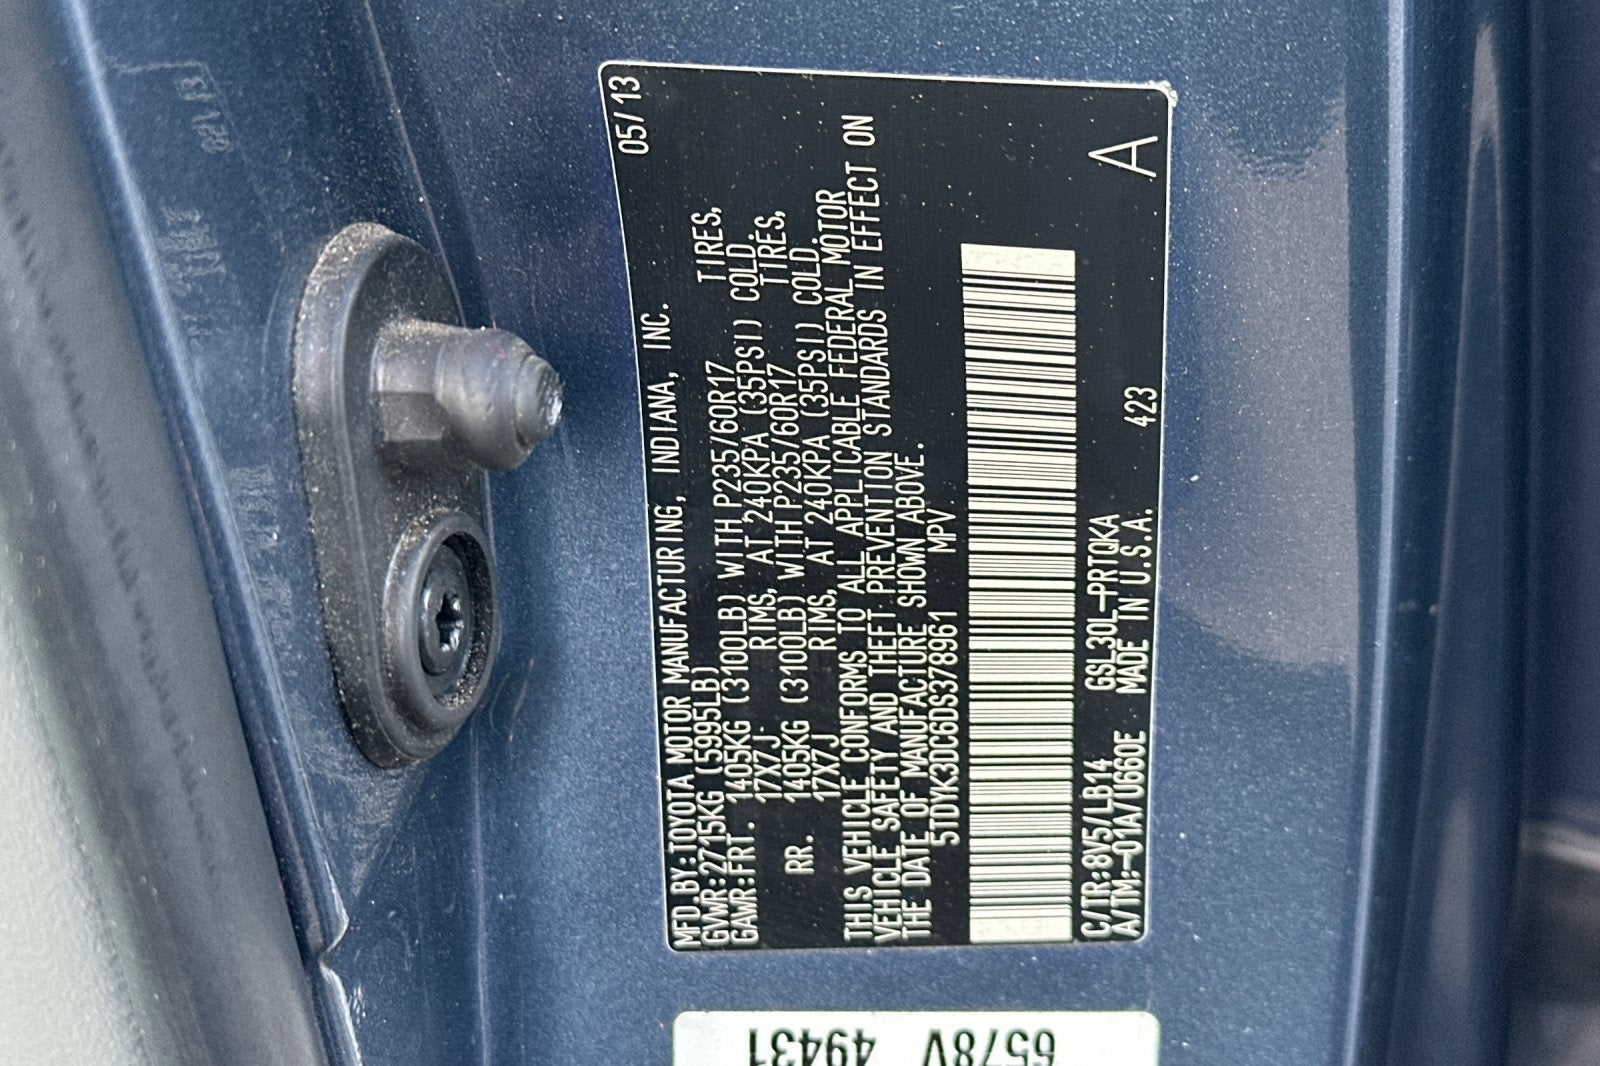 MFD.BY:TOYOTA MOTOR MANUFACTURING, INDIANA, INC. 05/13
GVWR:2715KG (5995LB)
GAWR:FRT. 1405KG (3100LB) WITH P235/60R17 TIRES,
17X7J RIMS, AT 240KPA (35PSI) COLD.
RR. 1405KG (3100LB) WITH P235/60R17 TIRES,
17X7J RIMS, AT 240KPA (35PSI) COLD.
THIS VEHICLE CONFORMS TO ALL APPLICABLE FEDERAL MOTOR
VEHICLE SAFETY AND THEFT PREVENTION STANDARDS IN EFFECT ON
THE DATE OF MANUFACTURE SHOWN ABOVE.
5TDYK3DC6DS378961 MPV
C/TR:8V5/LB14 GSL30L-PRTQKA
A/TM:-01A/U660E MADE IN U.S.A. 423 A
6578V 49431